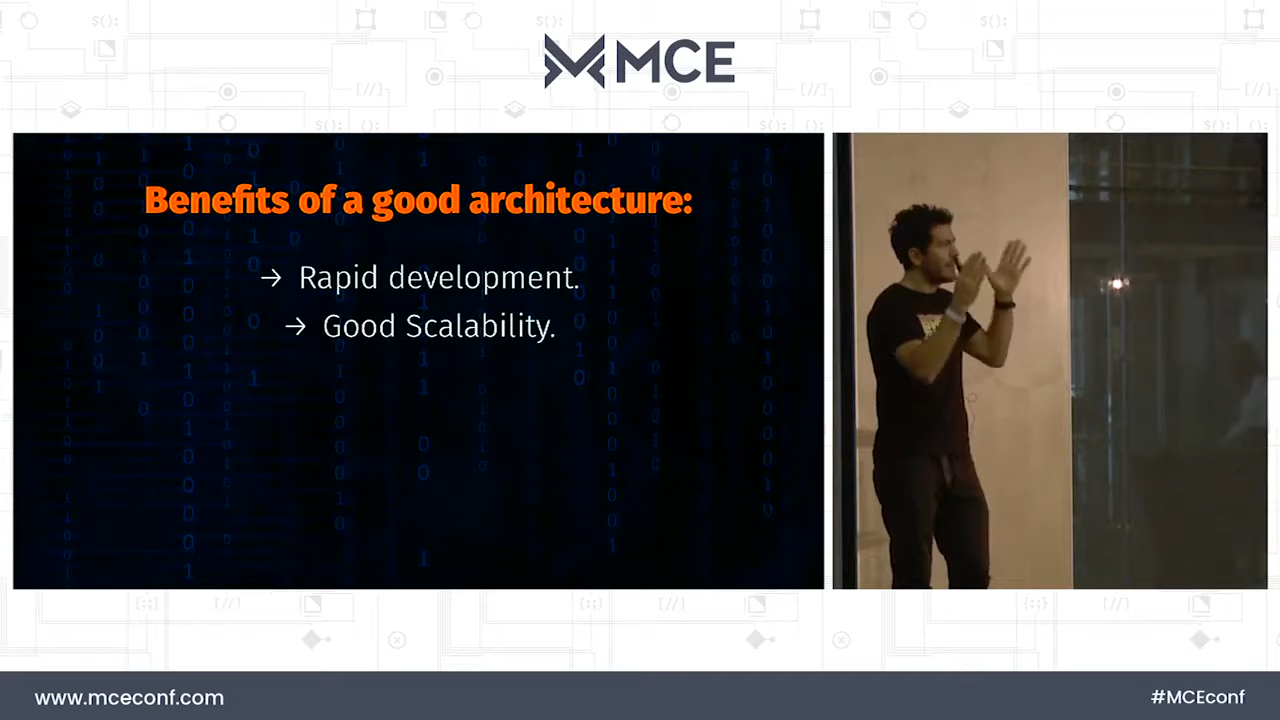 MCE
Benefits of a good architecture:
→ Rapid development.
→ Good Scalability.
www.mceconf.com
#MCEconf